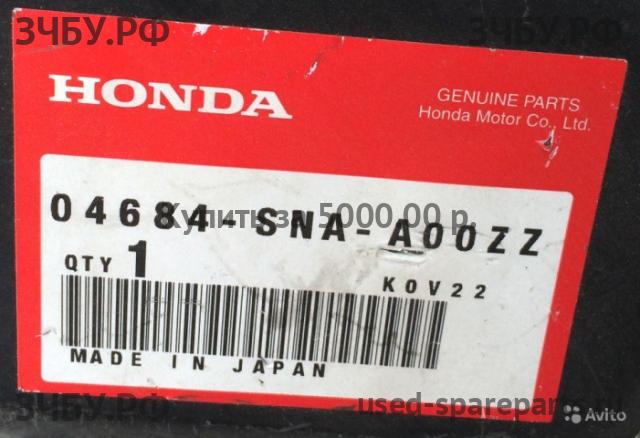 ЗЧБУ.РФ
ЗЧБУ.РФ
HONDA
GENUINE PARTS
Honda Motor Co., Ltd.
04684-SNA-A00ZZ
Купить за 5000.00 р.
QTY 1
K0V22
MADE IN JAPAN
ЗЧБУ.РФ
used-spareparts.ru
Avito